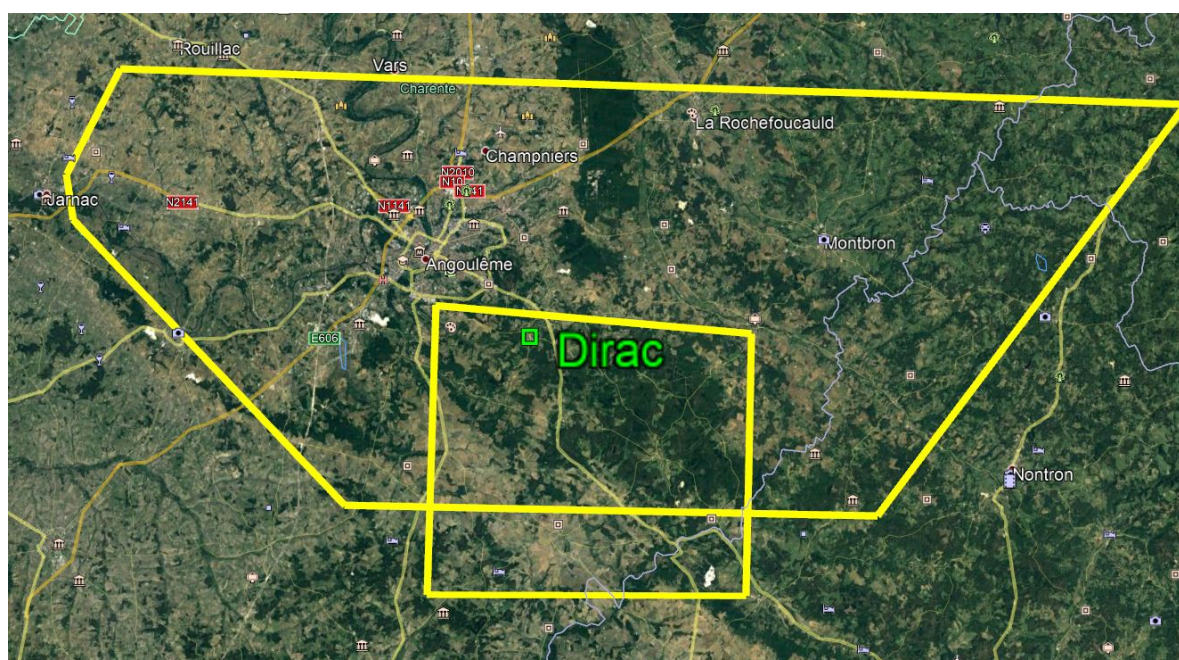 Rouillac
Vars
Charente
La Rochefoucauld
Champniers
N2010
N10
N141
Jarnac
N2141
N1141
Montbron
Angoulême
E606
Dirac
Nontron